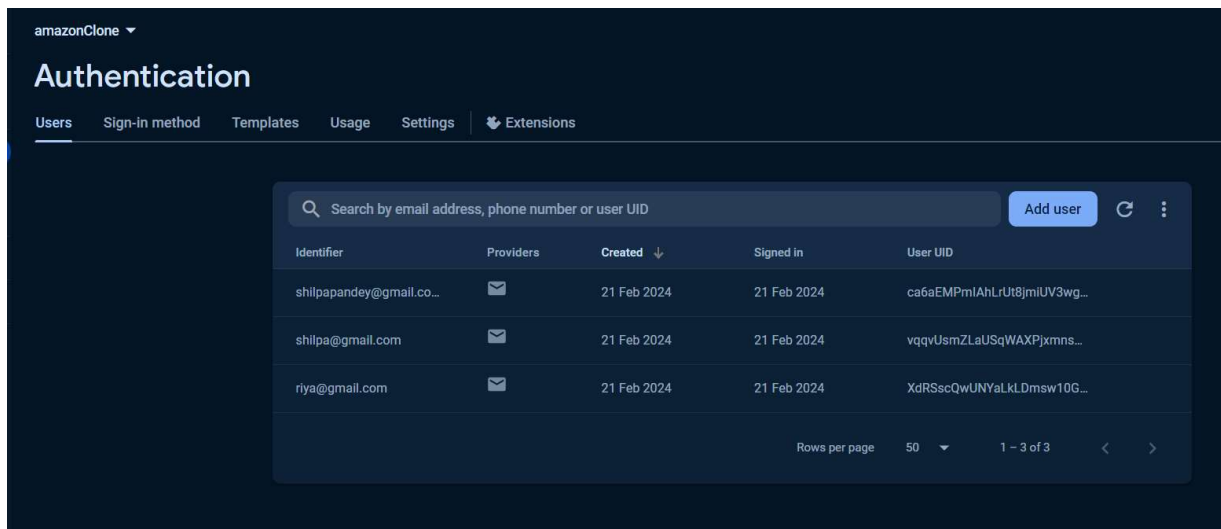 amazonClone
Authentication
Users Sign-in method Templates Usage Settings Extensions
Search by email address, phone number or user UID Add user
Identifier Providers Created Signed in User UID
shilpapandey@gmail.co... 21 Feb 2024 21 Feb 2024 ca6aEMPmIAhLrUt8jmiUV3wg...
shilpa@gmail.com 21 Feb 2024 21 Feb 2024 vqqvUsmZLaUSqWAXPjxmns...
riya@gmail.com 21 Feb 2024 21 Feb 2024 XdRSscQwUNYaLkLDmsw10G...
Rows per page 50 1 – 3 of 3